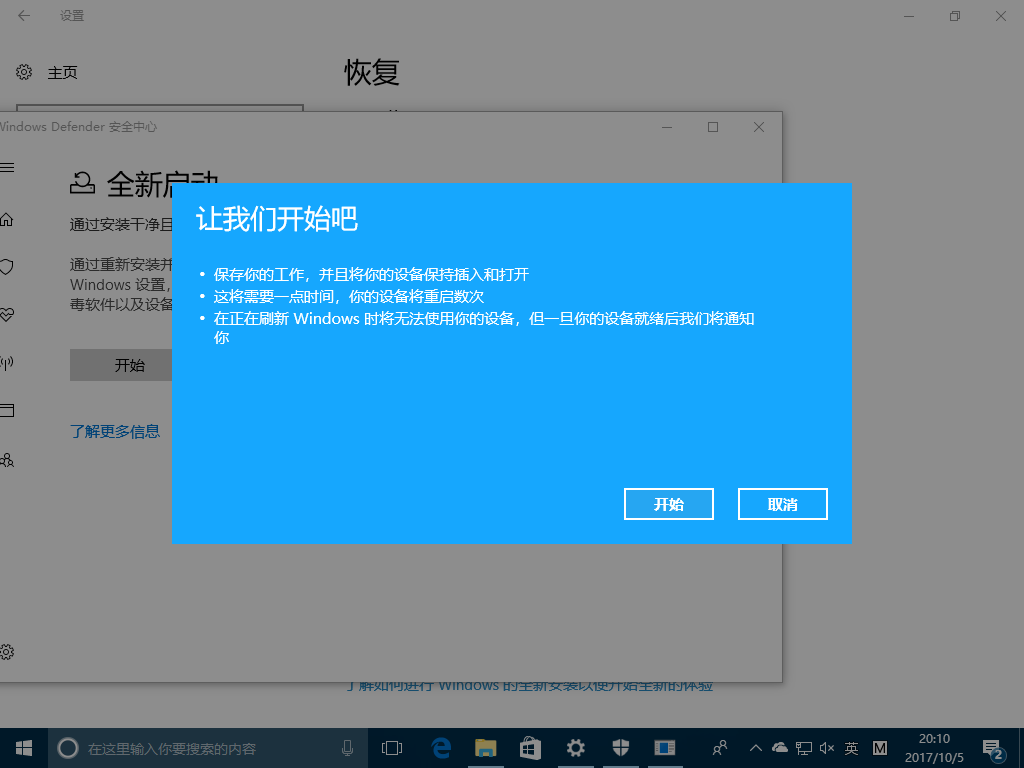 设置
主页
恢复
Windows Defender 安全中心
全新启动
通过安装干净且
通过重新安装并
Windows 设置,
毒软件以及设备
开始
了解更多信息
让我们开始吧
• 保存你的工作，并且将你的设备保持插入和打开
• 这将需要一点时间，你的设备将重启数次
• 在正在刷新 Windows 时将无法使用你的设备，但一旦你的设备就绪后我们将通知
你
开始
取消
了解如何进行 Windows 的全新安装以便开始全新的体验
在这里输入你要搜索的内容
英
M
20:10
2017/10/5
2